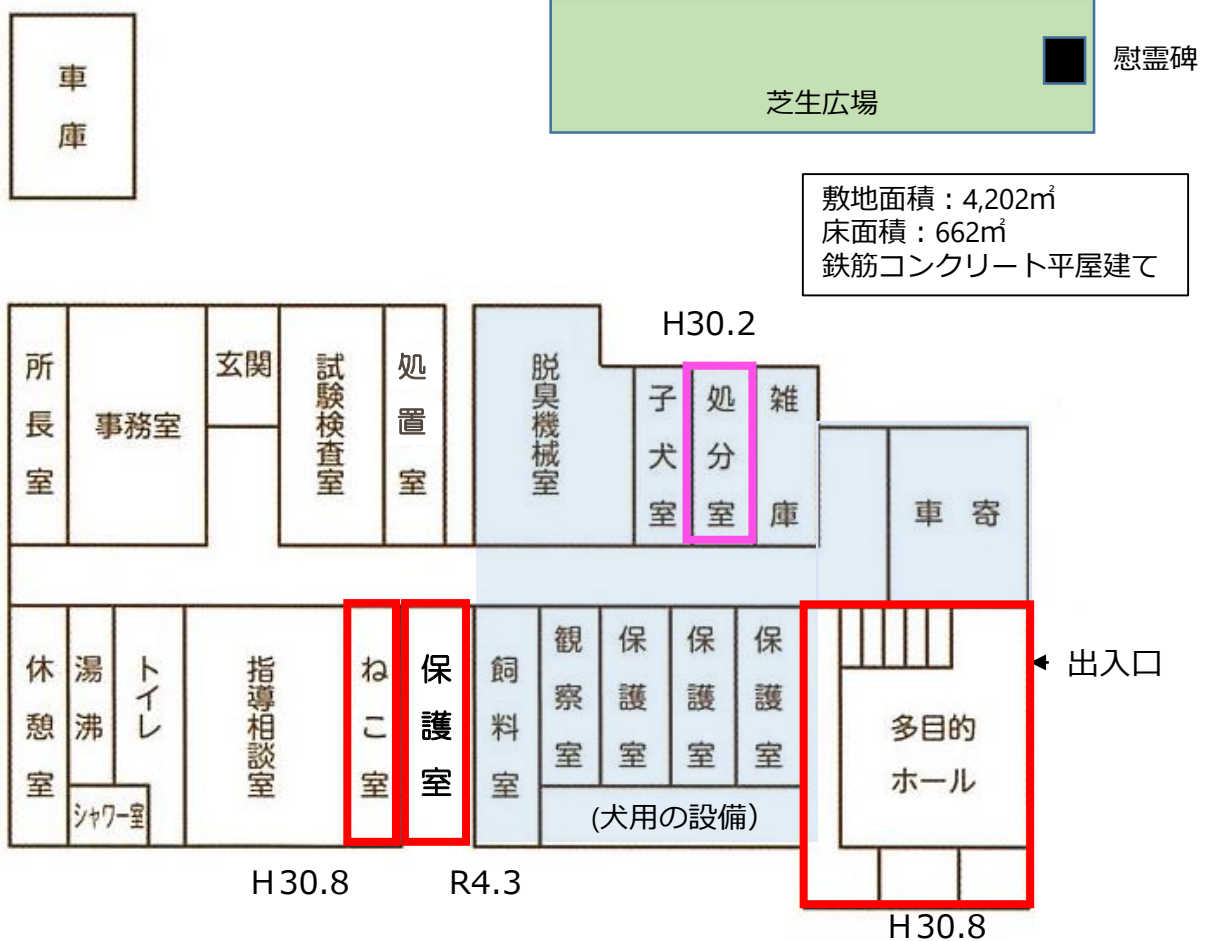 車庫
芝生広場
慰霊碑
敷地面積：4,202㎡
床面積：662㎡
鉄筋コンクリート平屋建て
H30.2
所長室
事務室
玄関
試験検査室
処置室
脱臭機械室
子犬室
処分室
雑庫
車寄
休憩室
湯沸
シャワー室
トイレ
指導相談室
ねこ室
保護室
飼料室
観察室
保護室
保護室
保護室
(犬用の設備）
多目的
ホール
出入口
H30.8
R4.3
H30.8